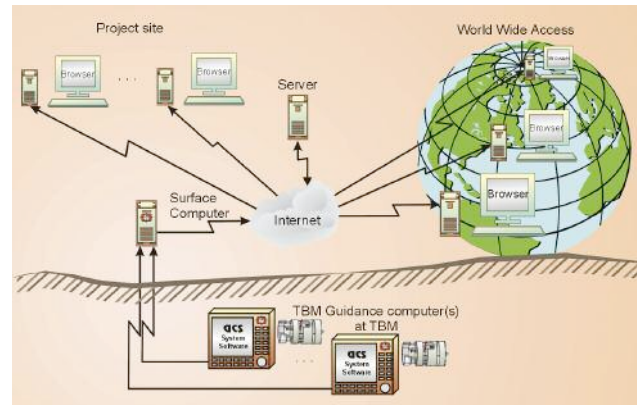 Project site
World Wide Access
Browser
. . .
Browser
Server
Browser
Browser
Browser
Surface
Computer
Internet
TBM Guidance computer(s)
at TBM
acs
System
Software
. . .
acs
System
Software